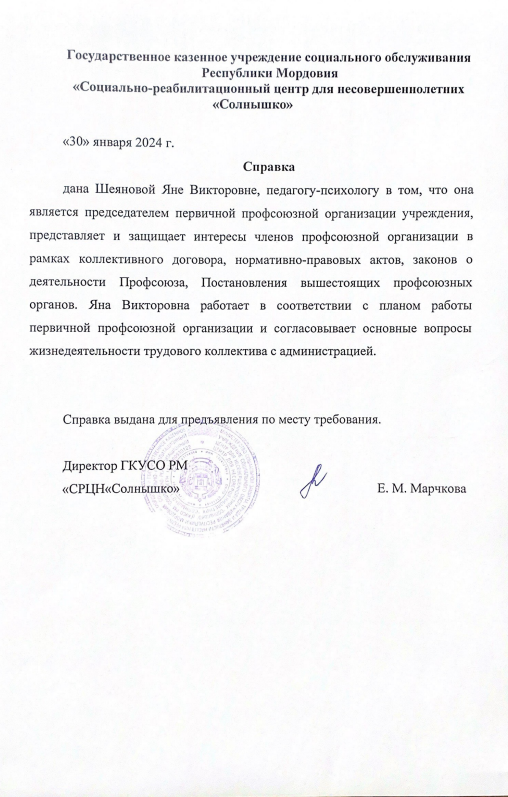 Государственное казенное учреждение социального обслуживания
Республики Мордовия
«Социально-реабилитационный центр для несовершеннолетних
«Солнышко»
«30» января 2024 г.
Справка
дана Шеяновой Яне Викторовне, педагогу-психологу в том, что она
является председателем первичной профсоюзной организации учреждения,
представляет и защищает интересы членов профсоюзной организации в
рамках коллективного договора, нормативно-правовых актов, законов о
деятельности Профсоюза, Постановления вышестоящих профсоюзных
органов. Яна Викторовна работает в соответствии с планом работы
первичной профсоюзной организации и согласовывает основные вопросы
жизнедеятельности трудового коллектива с администрацией.
Справка выдана для предъявления по месту требования.
Директор ГКУСО РМ
«СРЦН«Солнышко» Е. М. Марчкова